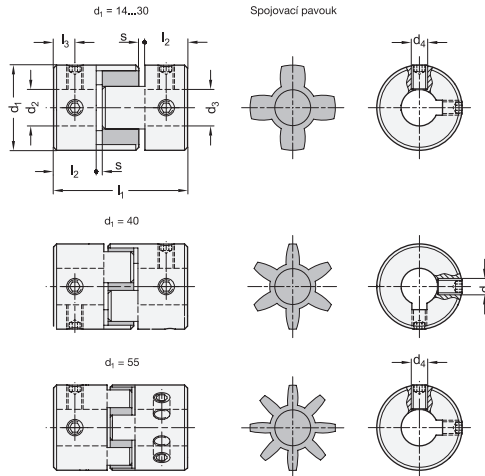 d₁ = 14...30
Spojovací pavouk
l₃
s
l₂
d₄
d₁
d₂
d₃
l₂
s
l₁
d₁ = 40
d
d₁ = 55
d₄